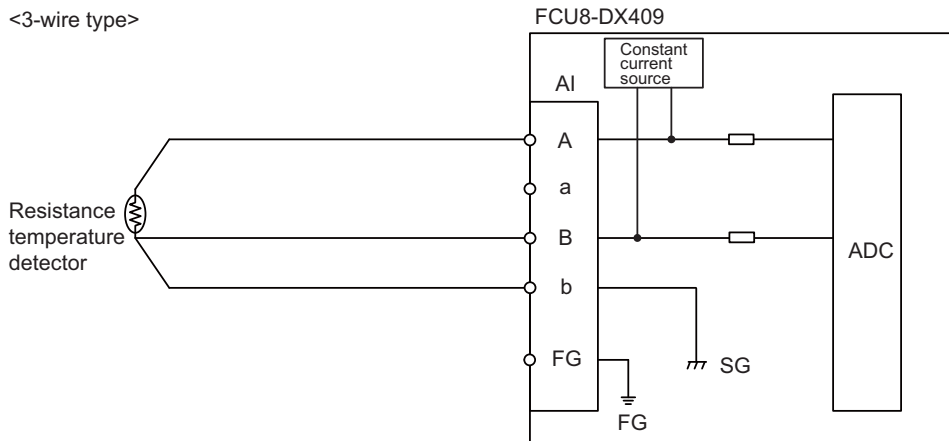 <3-wire type>
FCU8-DX409
Constant
current
source
AI
A
a
Resistance
temperature
detector
B
ADC
b
FG
SG
FG